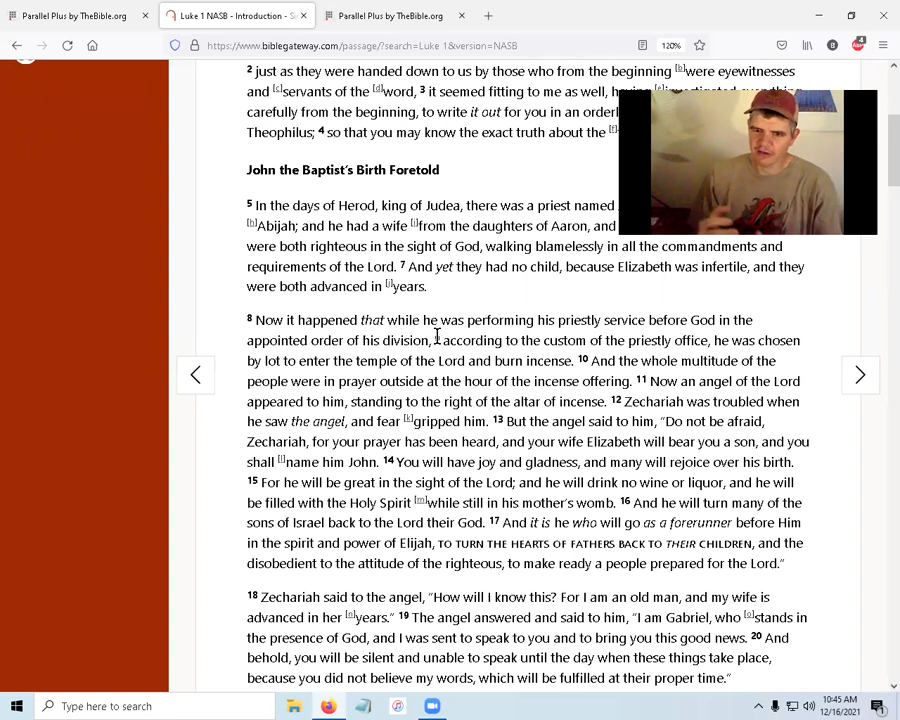 Parallel Plus by TheBible.org
Luke 1 NASB - Introduction - Si
Parallel Plus by TheBible.org
https://www.biblegateway.com/passage/?search=Luke 1&version=NASB
120%
2 just as they were handed down to us by those who from the beginning [b]were eyewitnesses
and [c]servants of the [d]word, 3 it seemed fitting to me as well,
carefully from the beginning, to write it out for you in an
Theophilus; 4 so that you may know the exact truth about the [f]
John the Baptist's Birth Foretold
5 In the days of Herod, king of Judea, there was a priest named
[h]Abijah; and he had a wife [i]from the daughters of Aaron, and
were both righteous in the sight of God, walking blamelessly in all the commandments and
requirements of the Lord. 7 And yet they had no child, because Elizabeth was infertile, and they
were both advanced in [j]years.
8 Now it happened that while he was performing his priestly service before God in the
appointed order of his division, 9 according to the custom of the priestly office, he was chosen
by lot to enter the temple of the Lord and burn incense. 10 And the whole multitude of the
people were in prayer outside at the hour of the incense offering. 11 Now an angel of the Lord
appeared to him, standing to the right of the altar of incense. 12 Zechariah was troubled when
he saw the angel, and fear [k]gripped him. 13 But the angel said to him, “Do not be afraid,
Zechariah, for your prayer has been heard, and your wife Elizabeth will bear you a son, and you
shall [l]name him John. 14 You will have joy and gladness, and many will rejoice over his birth.
15 For he will be great in the sight of the Lord; and he will drink no wine or liquor, and he will
be filled with the Holy Spirit [m]while still in his mother's womb. 16 And he will turn many of the
sons of Israel back to the Lord their God. 17 And it is he who will go as a forerunner before Him
in the spirit and power of Elijah, TO TURN THE HEARTS OF FATHERS BACK TO THEIR CHILDREN, and the
disobedient to the attitude of the righteous, to make ready a people prepared for the Lord.”
18 Zechariah said to the angel, “How will I know this? For I am an old man, and my wife is
advanced in her [n]years.” 19 The angel answered and said to him, “I am Gabriel, who [o]stands in
the presence of God, and I was sent to speak to you and to bring you this good news. 20 And
behold, you will be silent and unable to speak until the day when these things take place,
because you did not believe my words, which will be fulfilled at their proper time.”
Type here to search
10:45 AM
12/16/2021